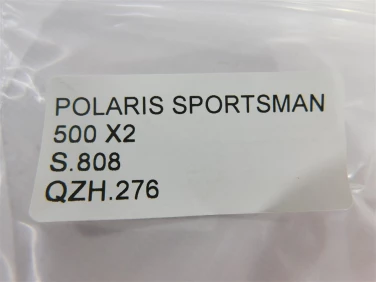 POLARIS SPORTSMAN
500 X2
S.808
QZH.276